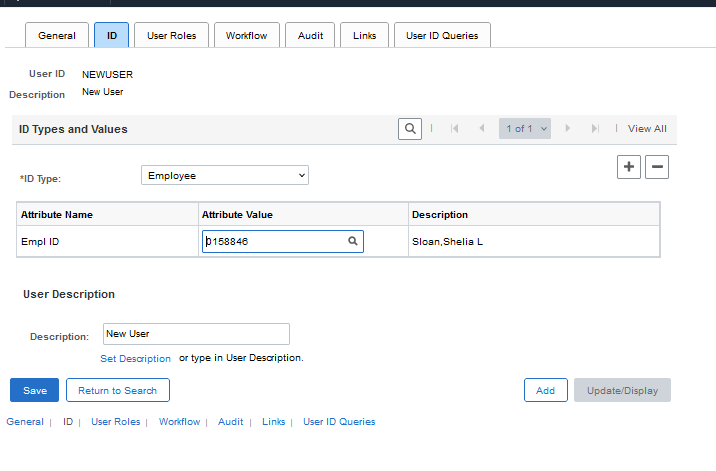 General ID User Roles Workflow Audit Links User ID Queries
User ID NEWUSER
Description New User
ID Types and Values 1 of 1 View All
*ID Type: Employee
Attribute Name Attribute Value Description
Empl ID 0158846 Sloan,Shelia L
User Description
Description: New User
Set Description or type in User Description.
Save Return to Search Add Update/Display
General | ID | User Roles | Workflow | Audit | Links | User ID Queries